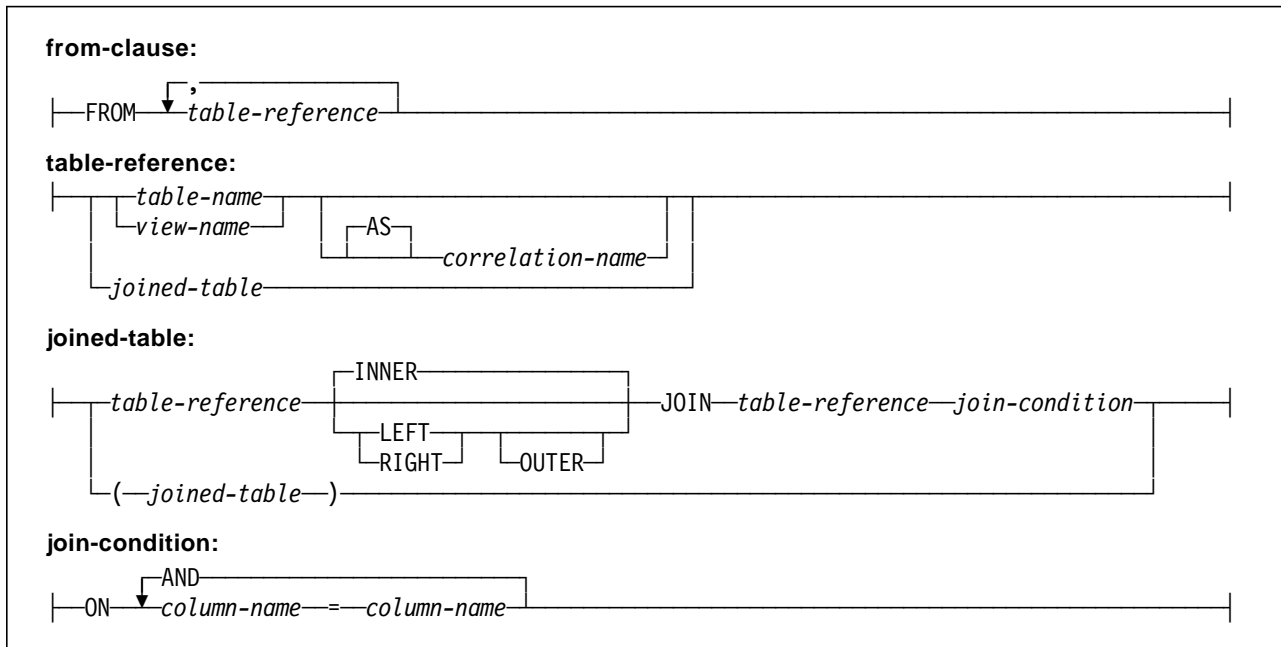 from-clause:
,
FROM table-reference
table-reference:
table-name
view-name
AS
correlation-name
joined-table
joined-table:
INNER
table-reference JOIN table-reference join-condition
LEFT
RIGHT OUTER
( joined-table )
join-condition:
AND
ON column-name = column-name